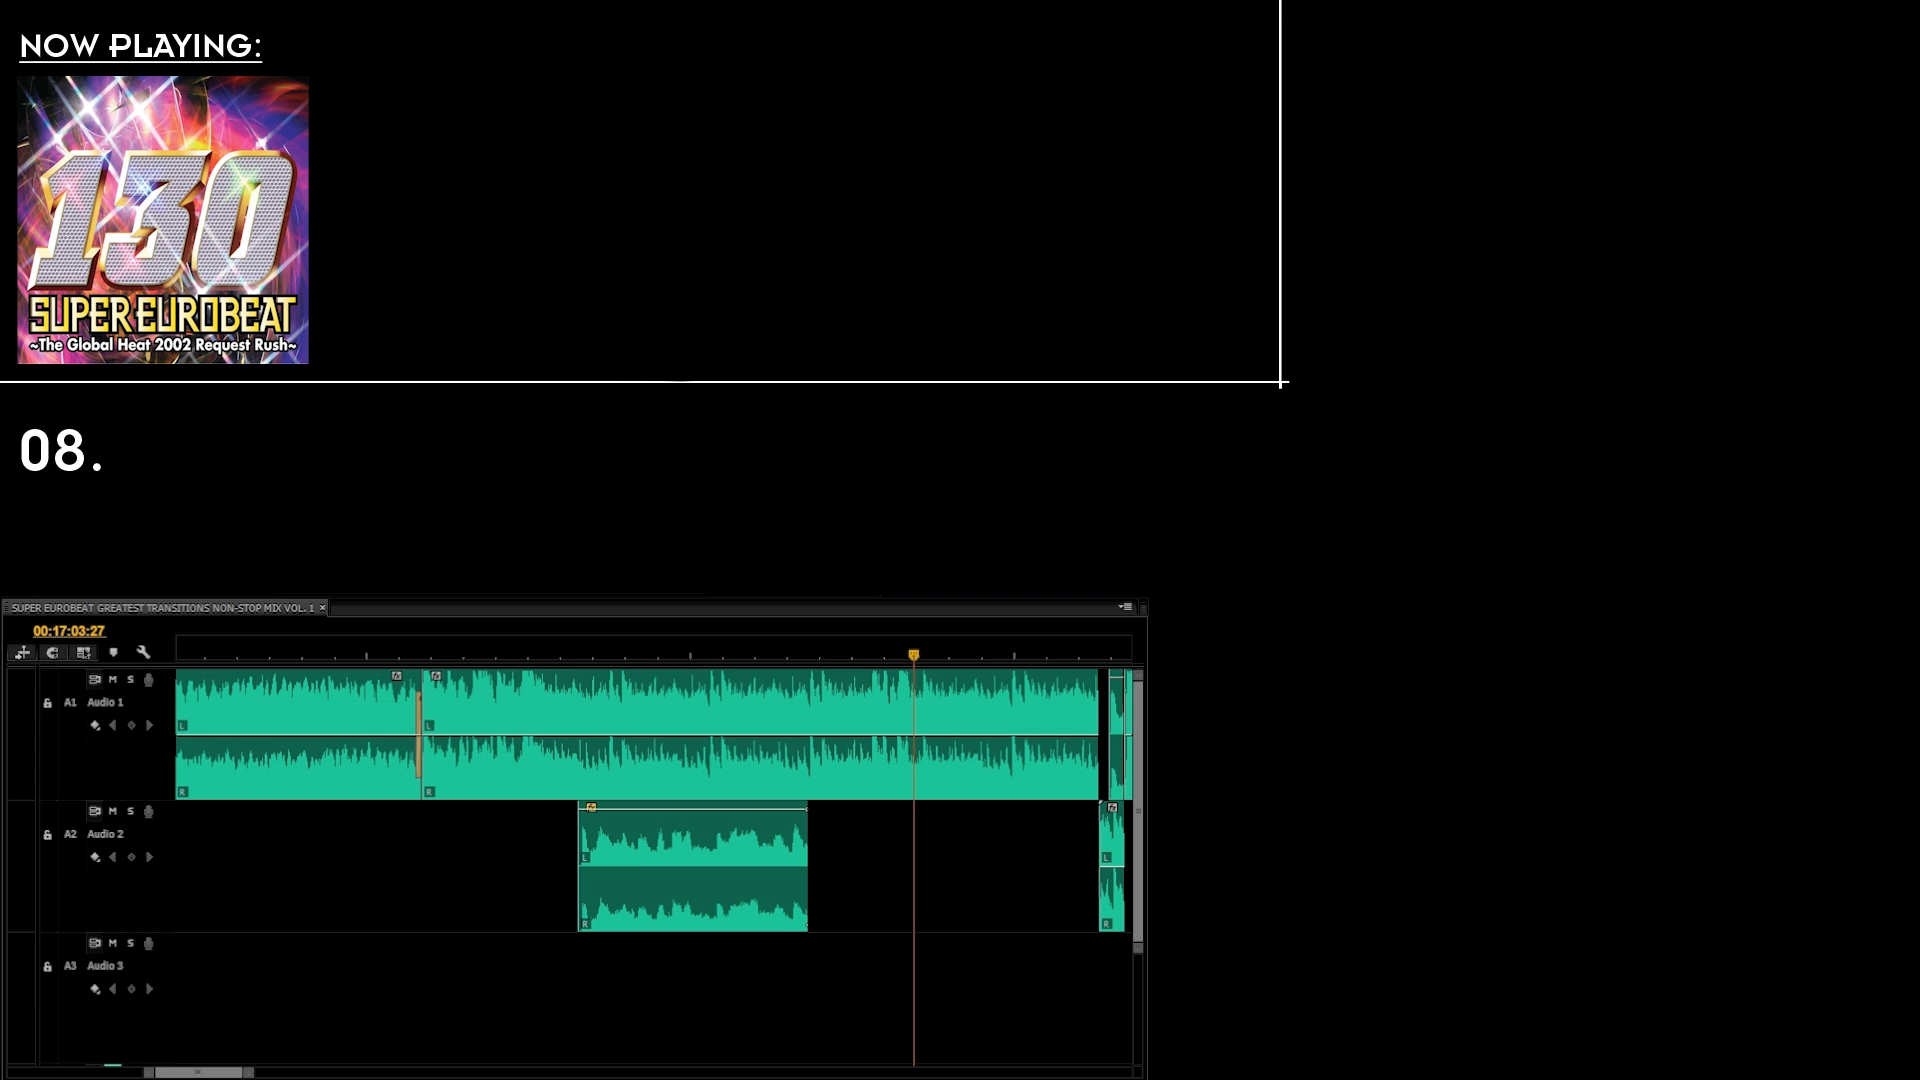 NOW PLAYING:
130
SUPER EUROBEAT
~The Global Heat 2002 Request Rush~
08.
SUPER EUROBEAT GREATEST TRANSITIONS NON-STOP MIX VOL. 1 ×
00:17:03:27
M S
A1 Audio 1
L
L
R
R
M S
A2 Audio 2
L
L
R
R
M S
A3 Audio 3